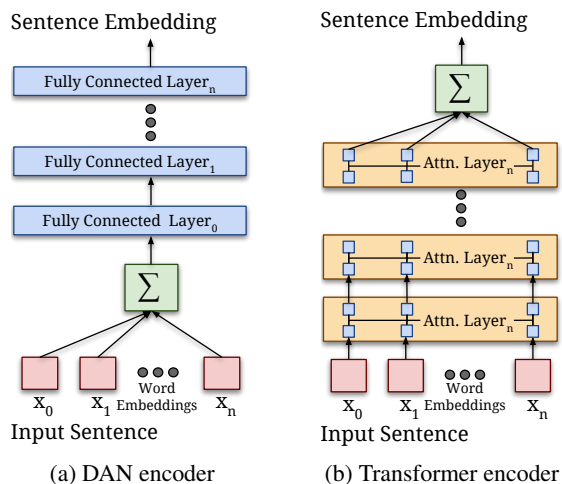 Sentence Embedding
Fully Connected Layer_n
Fully Connected Layer_1
Fully Connected Layer_0
Σ
Word
Embeddings
x_0
x_1
x_n
Input Sentence
(a) DAN encoder
Sentence Embedding
Σ
Attn. Layer_n
Attn. Layer_n
Attn. Layer_n
Word
Embeddings
x_0
x_1
x_n
Input Sentence
(b) Transformer encoder